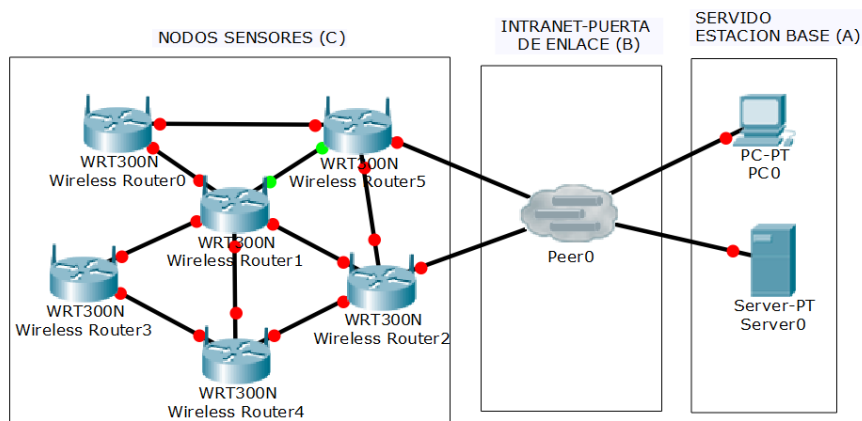 NODOS SENSORES (C)
INTRANET-PUERTA
DE ENLACE (B)
SERVIDO
ESTACION BASE (A)
WRT300N
Wireless Router0
WRT300N
Wireless Router5
WRT300N
Wireless Router1
WRT300N
Wireless Router3
WRT300N
Wireless Router2
WRT300N
Wireless Router4
Peer0
PC-PT
PC0
Server-PT
Server0